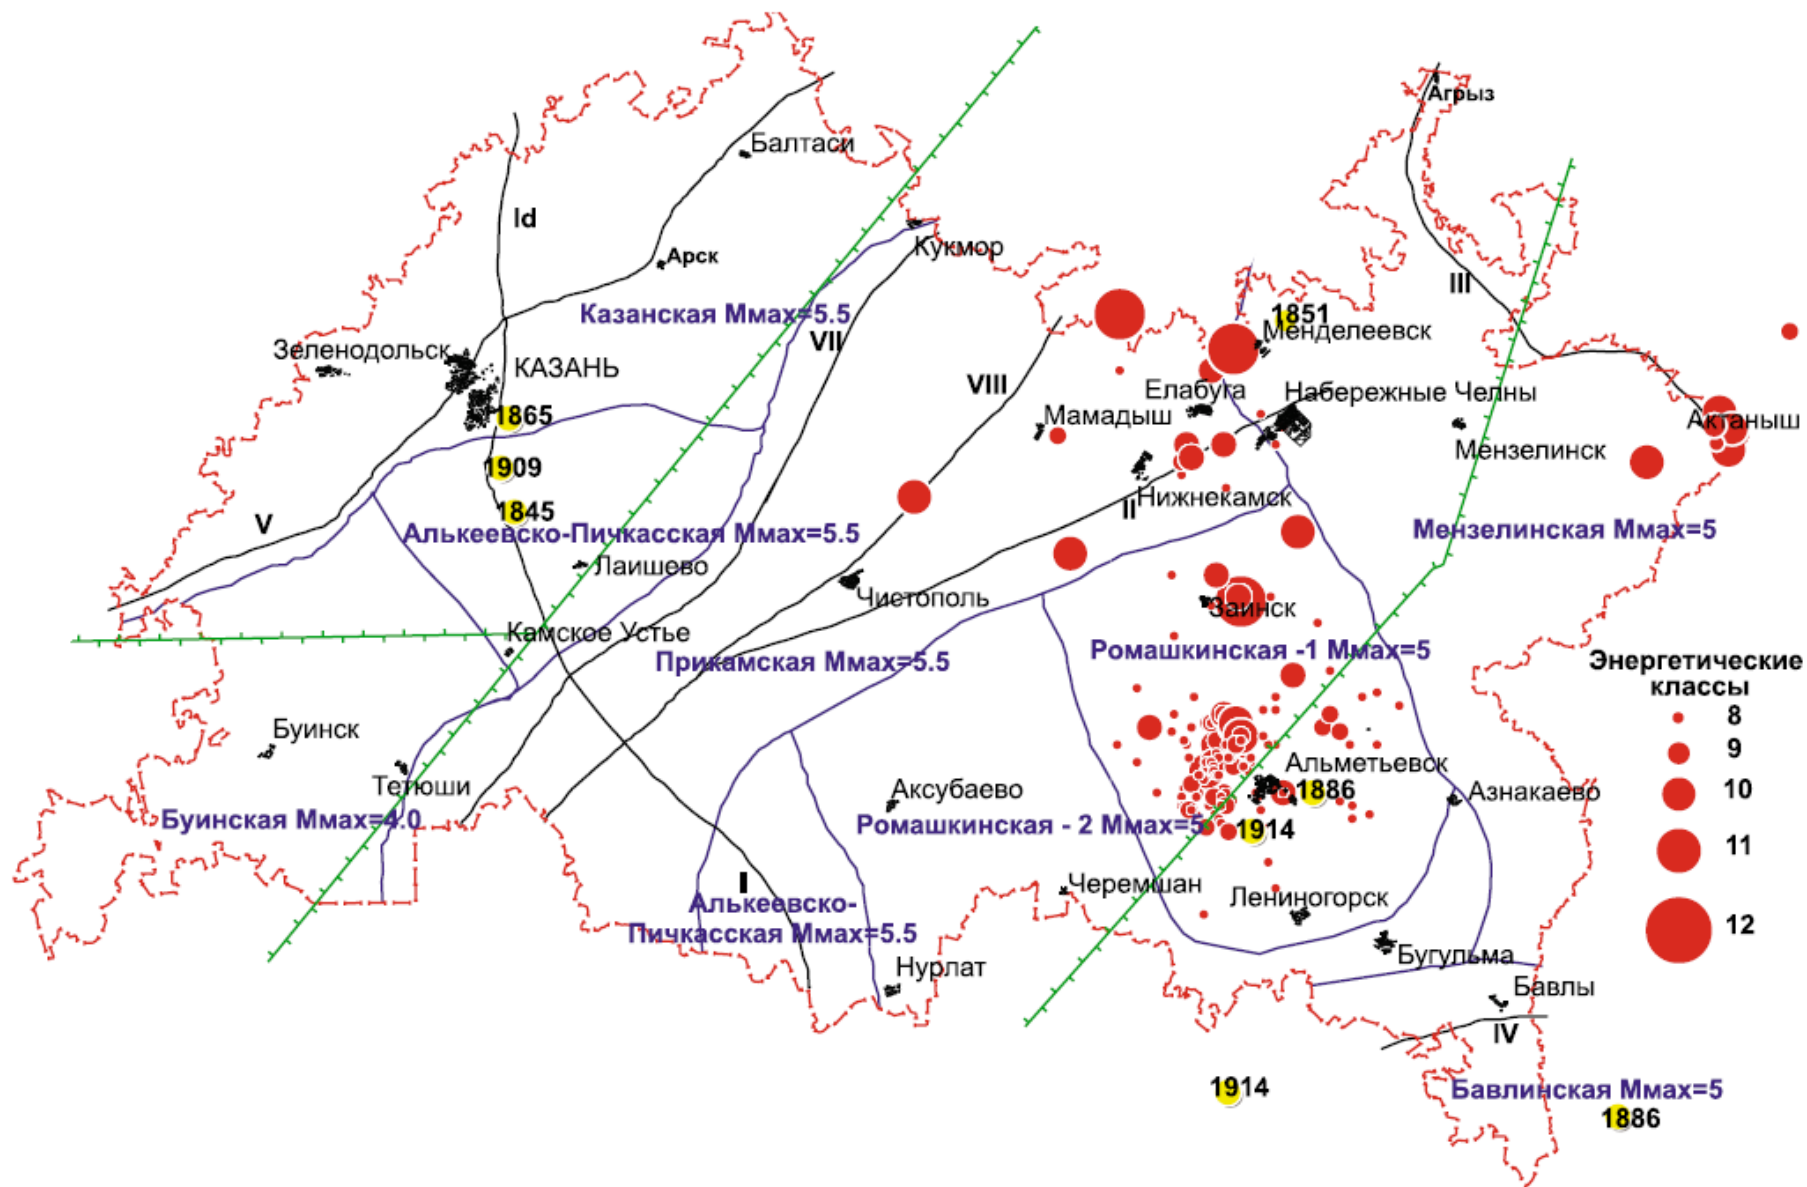 Агрыз
Балтаси
Id
Кукмор
Арск
III
Казанская Ммах=5.5
1851
Менделеевск
VII
Зеленодольск
КАЗАНЬ
VIII
Елабуга
Набережные Челны
1865
Мамадыш
Актаныш
Мензелинск
1909
Нижнекамск
1845
II
V
Алькеевско-Пичкасская Ммах=5.5
Мензелинская Ммах=5
Лаишево
Чистополь
Заинск
Камское Устье
Прикамская Ммах=5.5
Ромашкинская -1 Ммах=5
Энергетические
классы
8
Буинск
9
Альметьевск
Тетюши
Аксубаево
1886
Азнакаево
10
Буинская Ммах=4.0
Ромашкинская - 2 Ммах=5
1914
11
I
Черемшан
Лениногорск
Алькеевско-
Пичкасская Ммах=5.5
12
Бугульма
Нурлат
Бавлы
IV
1914
Бавлинская Ммах=5
1886